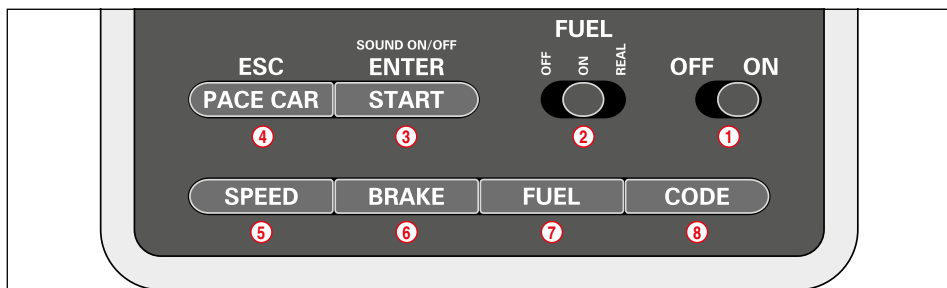 FUEL
SOUND ON/OFF
ESC ENTER OFF ON REAL OFF ON
PACE CAR START
4 3 2 1
SPEED BRAKE FUEL CODE
5 6 7 8